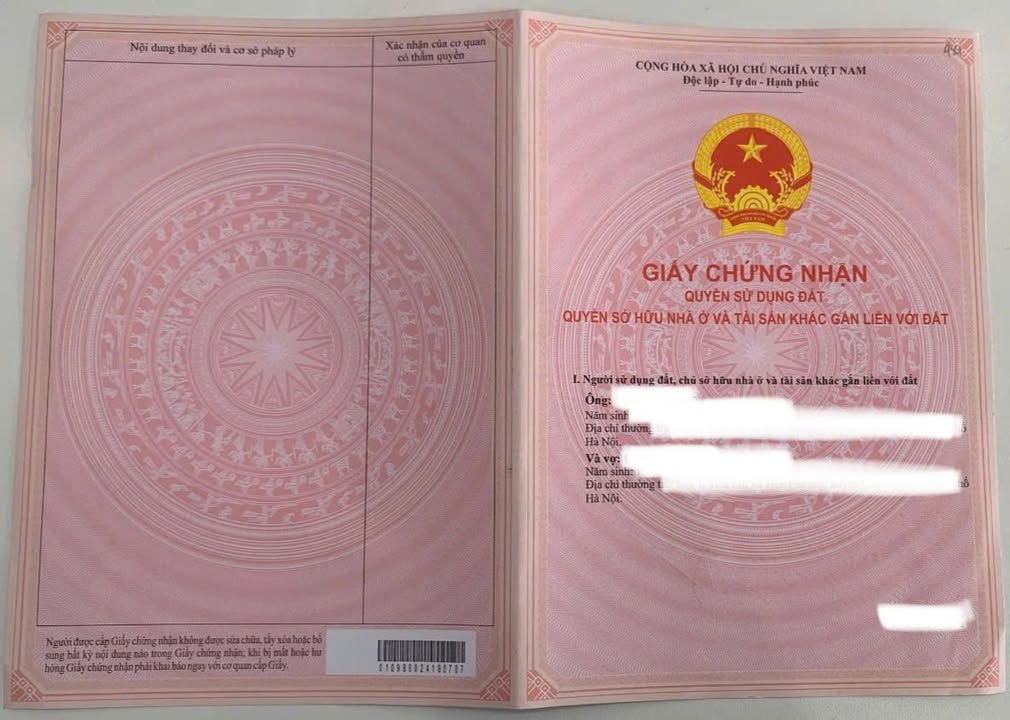 Nội dung thay đổi và cơ sở pháp lý
Xác nhận của cơ quan
có thẩm quyền
Người được cấp Giấy chứng nhận không được sửa chữa, tẩy xóa hoặc bổ
sung bất kỳ nội dung nào trong Giấy chứng nhận; khi bị mất hoặc hư
hỏng Giấy chứng nhận phải khai báo ngay với cơ quan cấp Giấy.
CỘNG HÒA XÃ HỘI CHỦ NGHĨA VIỆT NAM
Độc lập - Tự do - Hạnh phúc
GIẤY CHỨNG NHẬN
QUYỀN SỬ DỤNG ĐẤT
QUYỀN SỞ HỮU NHÀ Ở VÀ TÀI SẢN KHÁC GẮN LIỀN VỚI ĐẤT
I. Người sử dụng đất, chủ sở hữu nhà ở và tài sản khác gắn liền với đất
Ông:
Năm sinh
Địa chỉ thường
Hà Nội.
Và vợ:
Năm sinh:
Địa chỉ thường
Hà Nội.